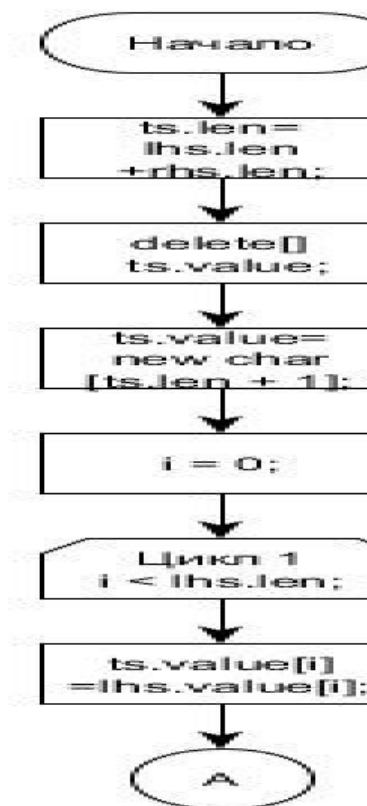 Начало
ts.len=
lhs.len
+rhs.len;
delete[]
ts.value;
ts.value=
new char
[ts.len + 1];
i = 0;
Цикл 1
i < lhs.len;
ts.value[i]
=lhs.value[i];
А